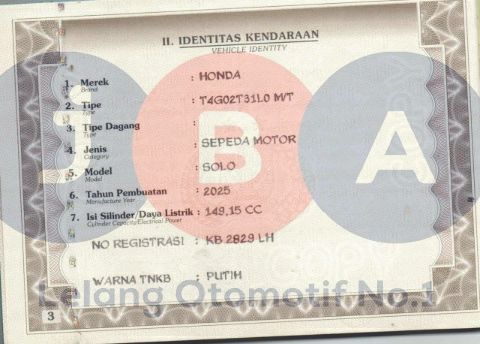 II. IDENTITAS KENDARAAN
VEHICLE IDENTITY
1. Merek : HONDA
Brand
2. Tipe : T4G02T31L0 M/T
Type
3. Tipe Dagang :
Type
4. Jenis : SEPEDA MOTOR
Category
5. Model : SOLO
Model
6. Tahun Pembuatan : 2025
Manufacture Year
7. Isi Silinder/Daya Listrik : 149,15 CC
Cylinder Capacity/Electrical Power
NO REGISTRASI : KB 2829 LH
WARNA TNKB : PUTIH
J B A
Lelang Otomotif No.1
COPY
3